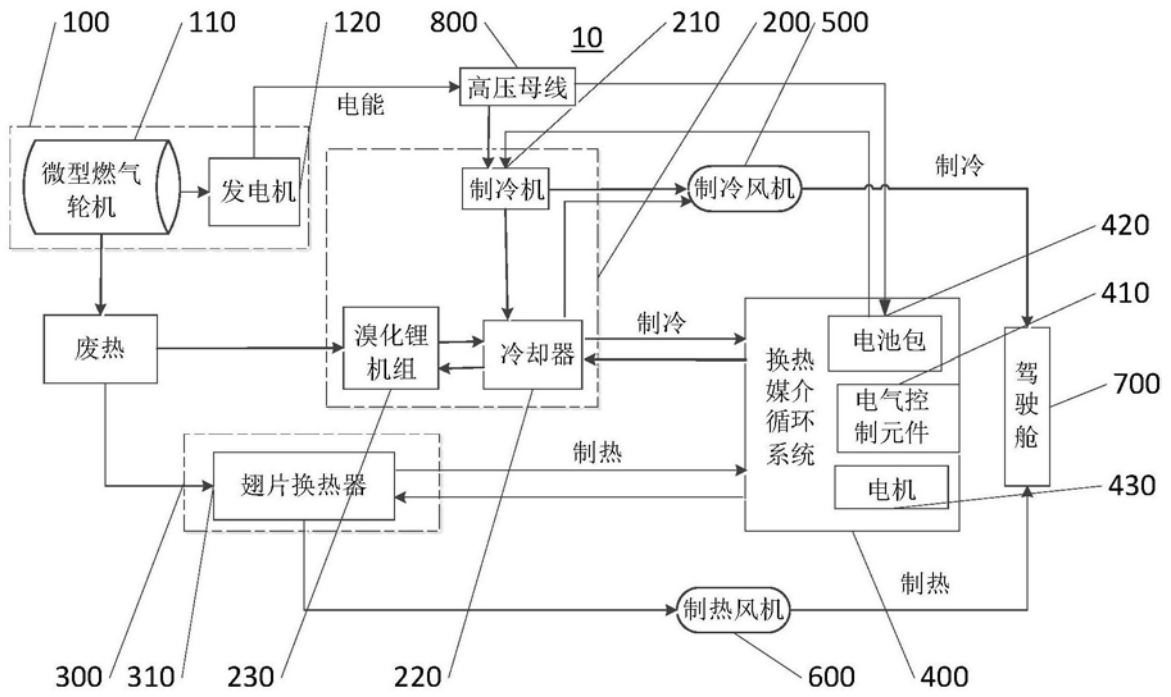 100
110
120
800
10
210
200
500
高压母线
电能
制冷
微型燃气
轮机
发电机
制冷机
制冷风机
420
410
废热
溴化锂
机组
冷却器
制冷
换热
媒介
循环
系统
电池包
电气控
制元件
电机
驾
驶
舱
700
制热
翅片换热器
430
制热风机
制热
300
310
230
220
600
400